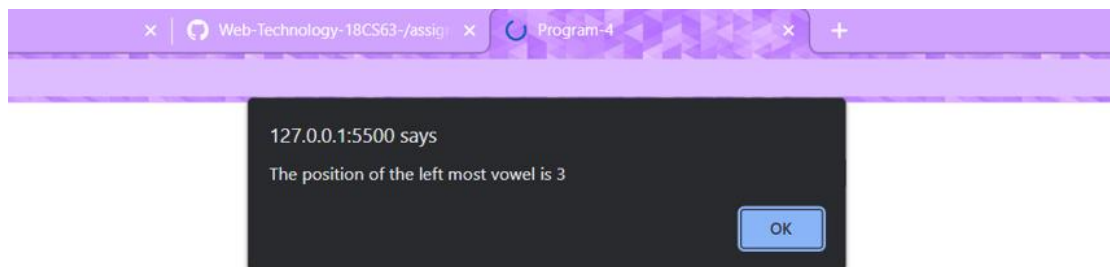 Web-Technology-18CS63-/assig
Program-4
127.0.0.1:5500 says
The position of the left most vowel is 3
OK